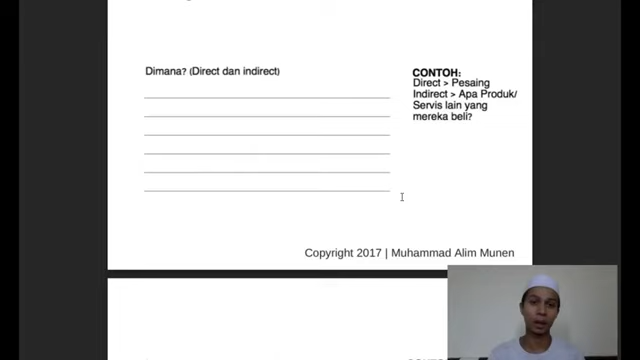 Dimana? (Direct dan indirect)
CONTOH:
Direct > Pesaing
Indirect > Apa Produk/
Servis lain yang
mereka beli?
Copyright 2017 | Muhammad Alim Munen